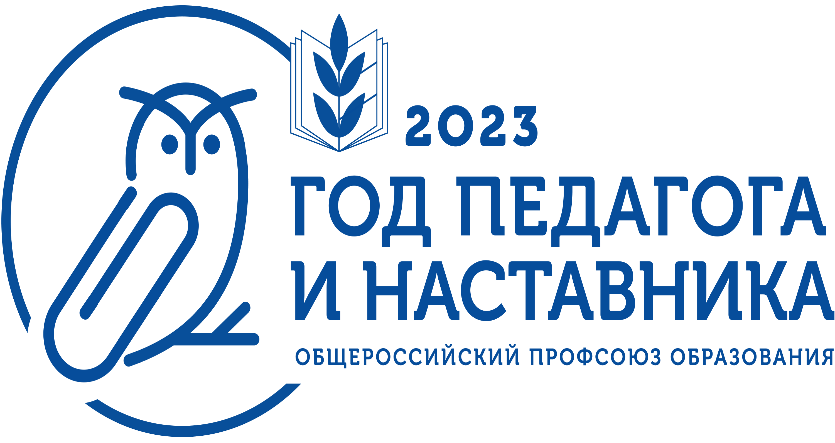 2023
ГОД ПЕДАГОГА
И НАСТАВНИКА
ОБЩЕРОССИЙСКИЙ ПРОФСОЮЗ ОБРАЗОВАНИЯ